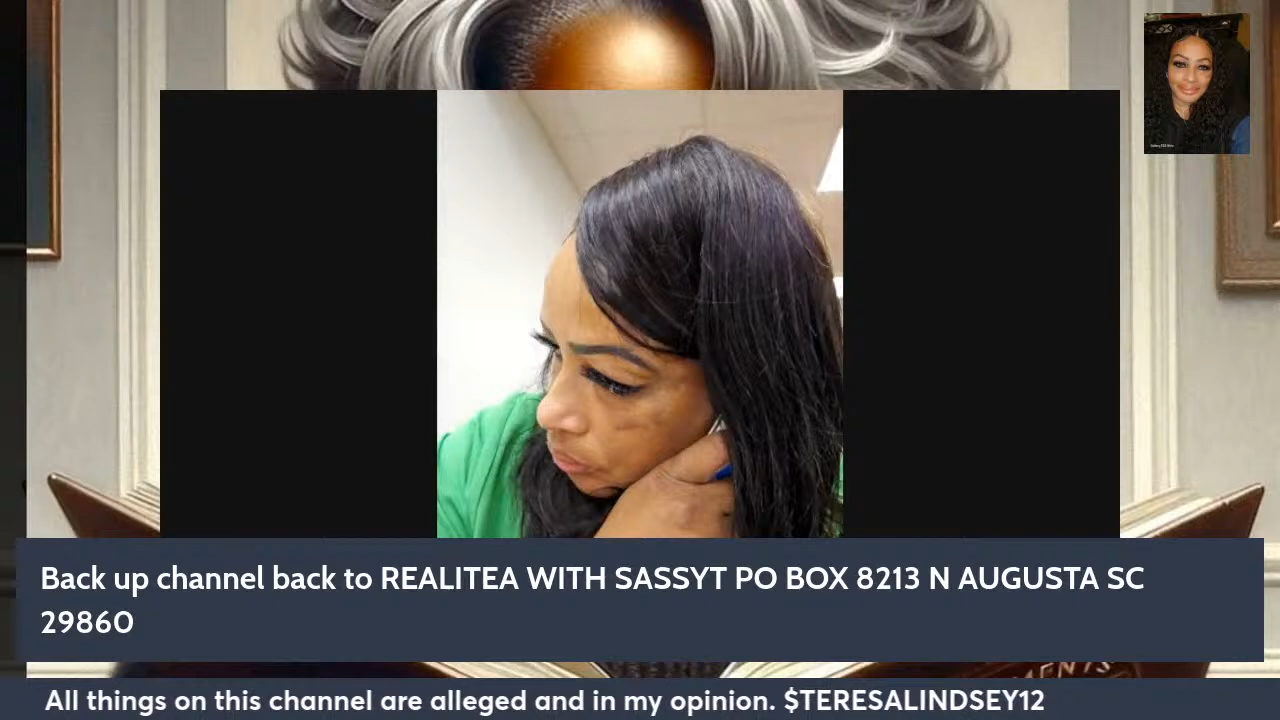 Back up channel back to REALITEA WITH SASSYT PO BOX 8213 N AUGUSTA SC
29860
MENTS
All things on this channel are alleged and in my opinion. $TERESALINDSEY12